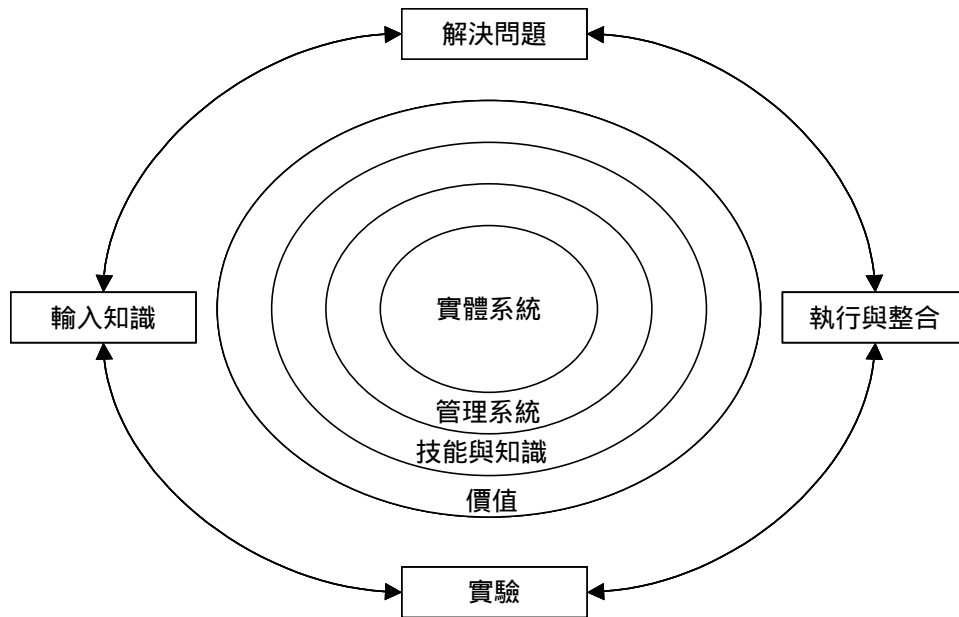 解決問題
輸入知識
實體系統
執行與整合
管理系統
技能與知識
價值
實驗